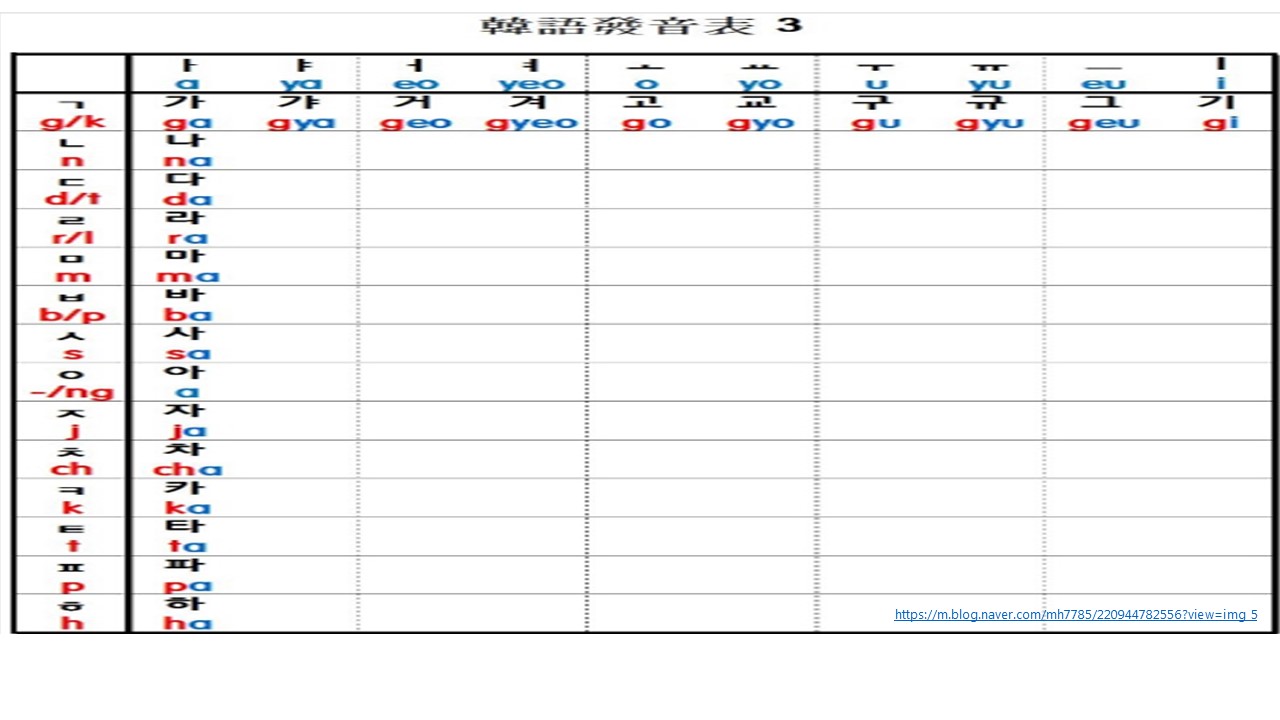 韓語發音表 3
ㅏ ㅑ ㅓ ㅕ ㅗ ㅛ ㅜ ㅠ ㅡ ㅣ
a ya eo yeo o yo u yu eu i
ㄱ 가 갸 거 겨 고 교 구 규 그 기
g/k ga gya geo gyeo go gyo gu gyu geu gi
ㄴ 나
n na
ㄷ 다
d/t da
ㄹ 라
r/l ra
ㅁ 마
m ma
ㅂ 바
b/p ba
ㅅ 사
s sa
ㅇ 아
-/ng a
ㅈ 자
j ja
ㅊ 차
ch cha
ㅋ 카
k ka
ㅌ 타
t ta
ㅍ 파
p pa
ㅎ 하
h ha
https://m.blog.naver.com/mh7785/220944782556?view=img_5